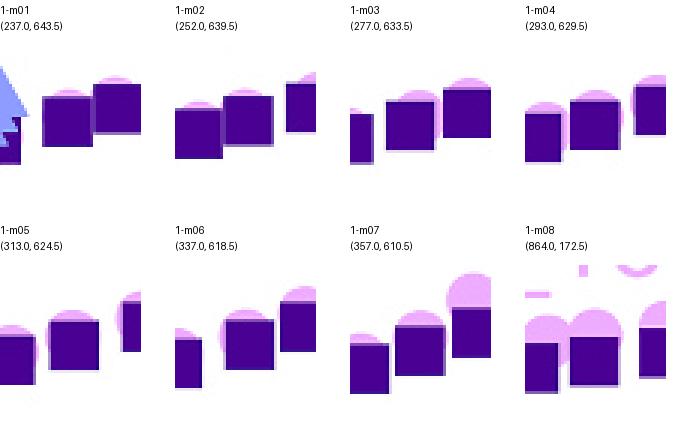 1-m01 1-m02 1-m03 1-m04
(237.0, 643.5) (252.0, 639.5) (277.0, 633.5) (293.0, 629.5)
1-m05 1-m06 1-m07 1-m08
(313.0, 624.5) (337.0, 618.5) (357.0, 610.5) (864.0, 172.5)